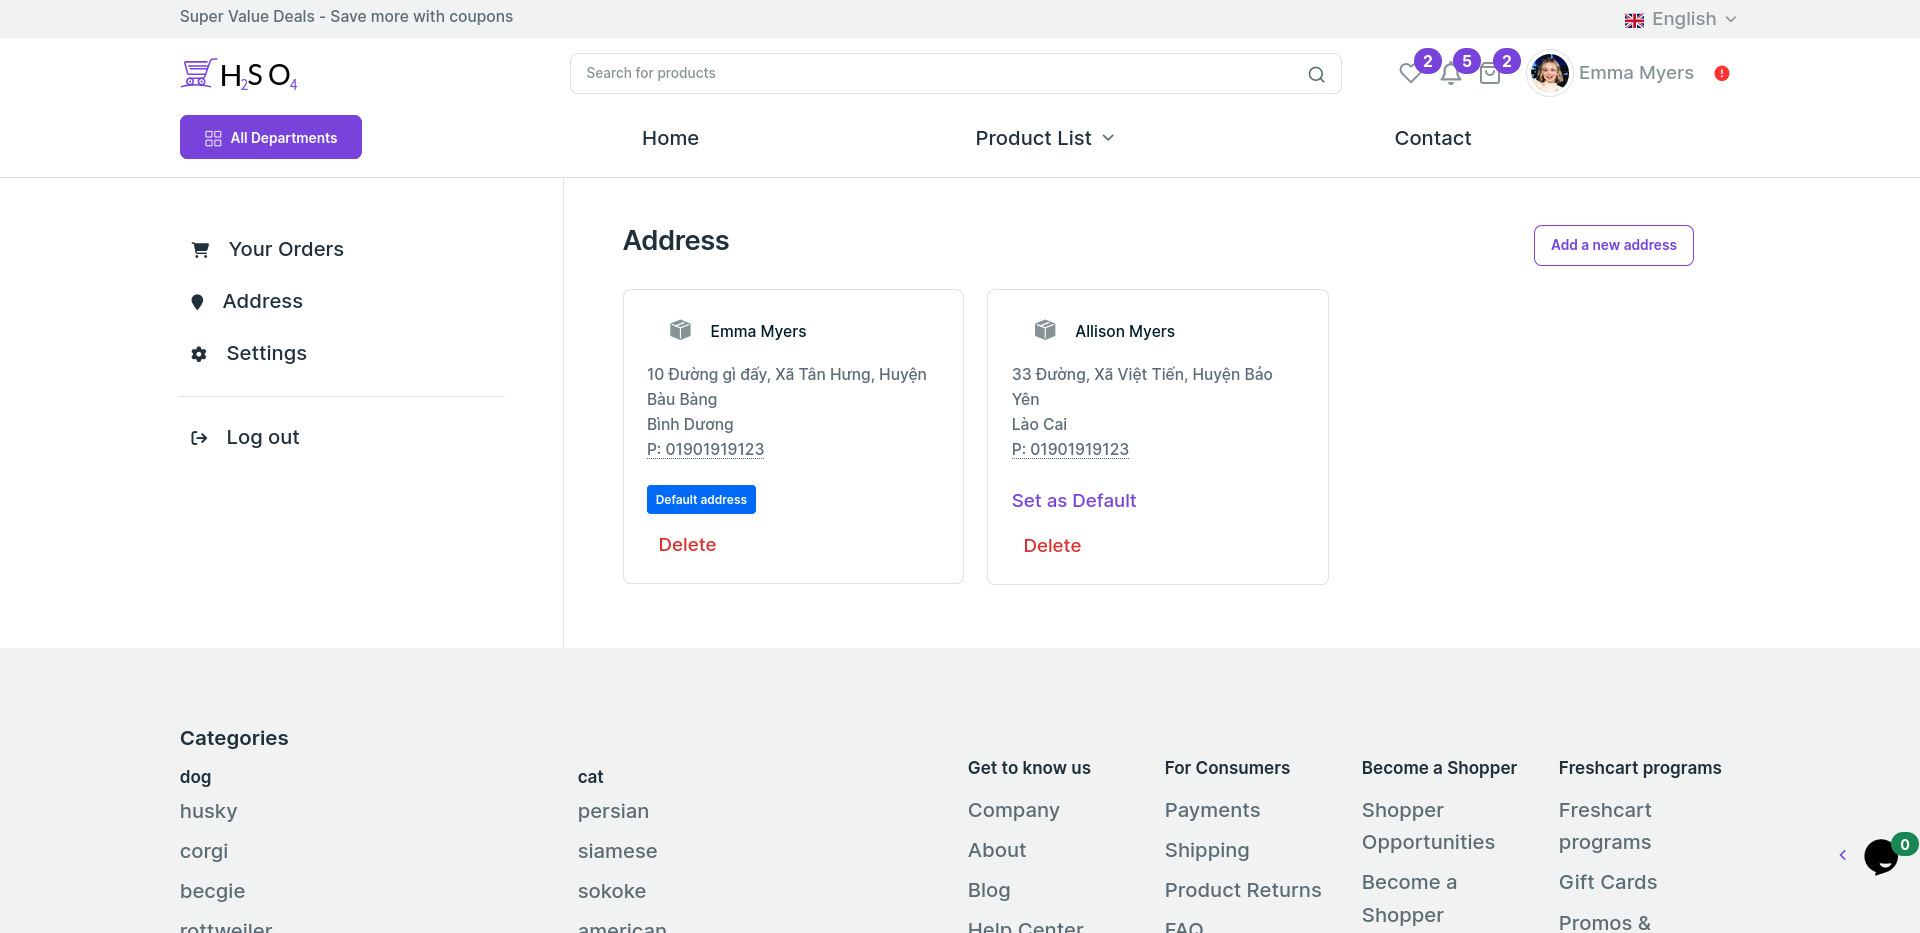 Super Value Deals - Save more with coupons
English
H2SO4
Search for products
2
5
2
Emma Myers
All Departments
Home
Product List
Contact
Your Orders
Address
Settings
Log out
Address
Add a new address
Emma Myers
10 Đường gì đấy, Xã Tân Hưng, Huyện
Bàu Bàng
Bình Dương
P: 01901919123
Default address
Delete
Allison Myers
33 Đường, Xã Việt Tiến, Huyện Bảo
Yên
Lào Cai
P: 01901919123
Set as Default
Delete
Categories
dog
husky
corgi
becgie
rottweiler
cat
persian
siamese
sokoke
american
Get to know us
Company
About
Blog
Help Center
For Consumers
Payments
Shipping
Product Returns
FAQ
Become a Shopper
Shopper
Opportunities
Become a
Shopper
Freshcart programs
Freshcart
programs
Gift Cards
Promos &
0